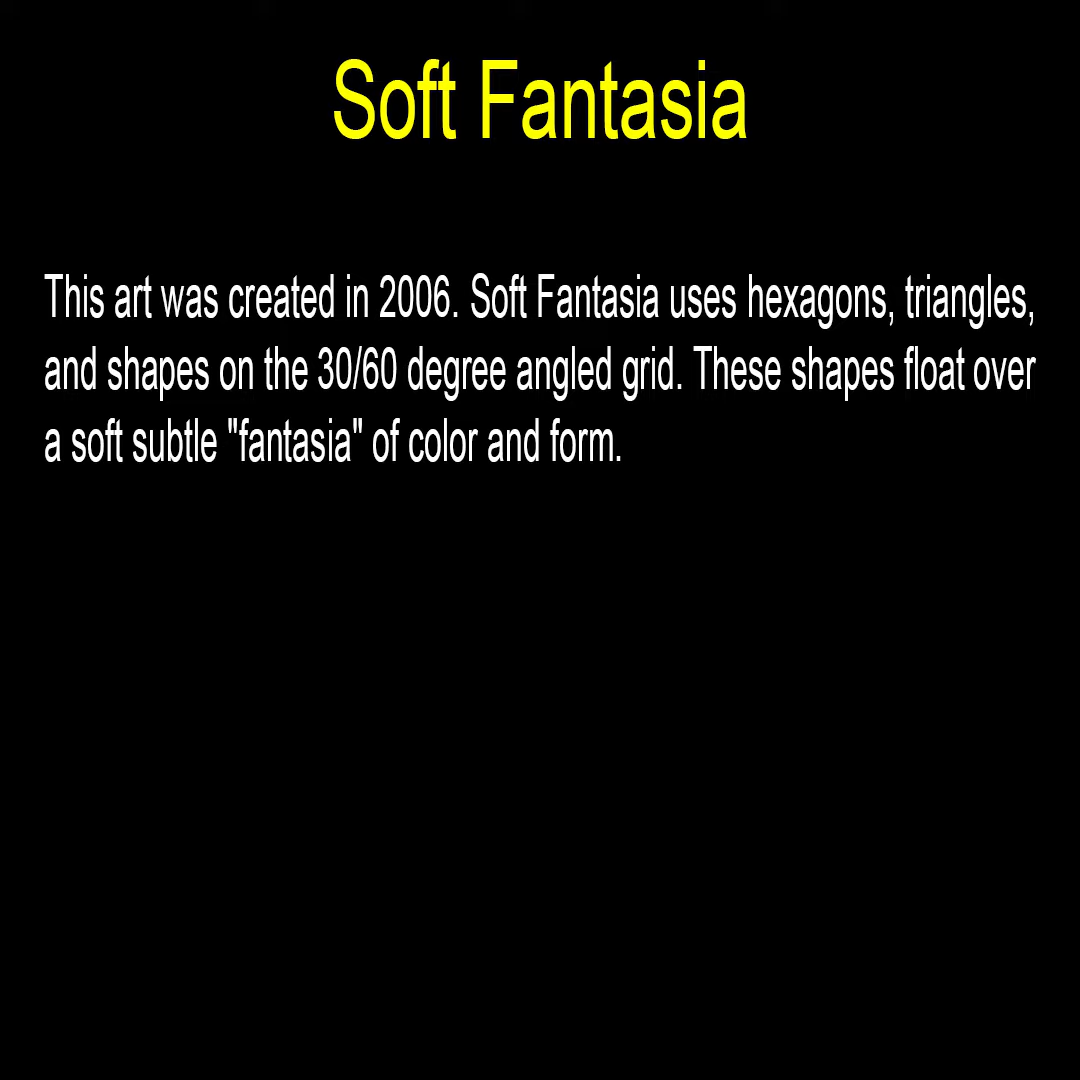 Soft Fantasia
This art was created in 2006. Soft Fantasia uses hexagons, triangles,
and shapes on the 30/60 degree angled grid. These shapes float over
a soft subtle "fantasia" of color and form.